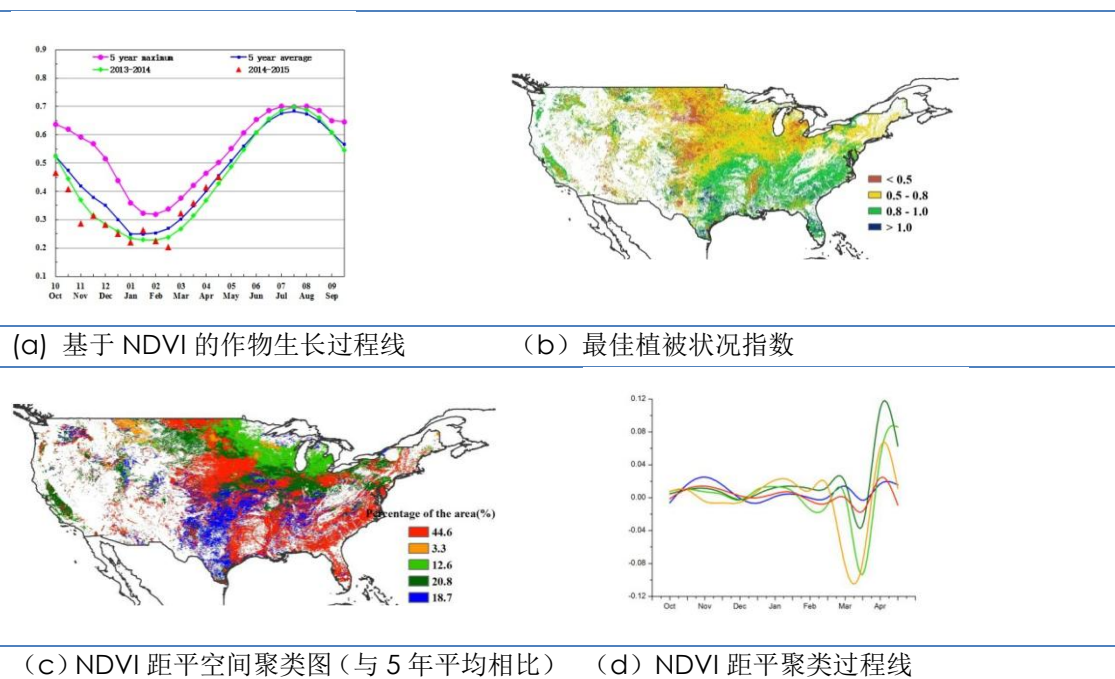 5 year maximum 5 year average
2013-2014 2014-2015
0.9
0.8
0.7
0.6
0.5
0.4
0.3
0.2
0.1
10 11 12 01 02 03 04 05 06 07 08 09
Oct Nov Dec Jan Feb Mar Apr May Jun Jul Aug Sep
< 0.5
0.5 - 0.8
0.8 - 1.0
> 1.0
(a) 基于 NDVI 的作物生长过程线 （b）最佳植被状况指数
Percentage of the area(%)
44.6
3.3
12.6
20.8
18.7
0.12
0.08
0.04
0.00
-0.04
-0.08
-0.12
Oct Nov Dec Jan Feb Mar Apr
（c）NDVI 距平空间聚类图（与 5 年平均相比） （d）NDVI 距平聚类过程线